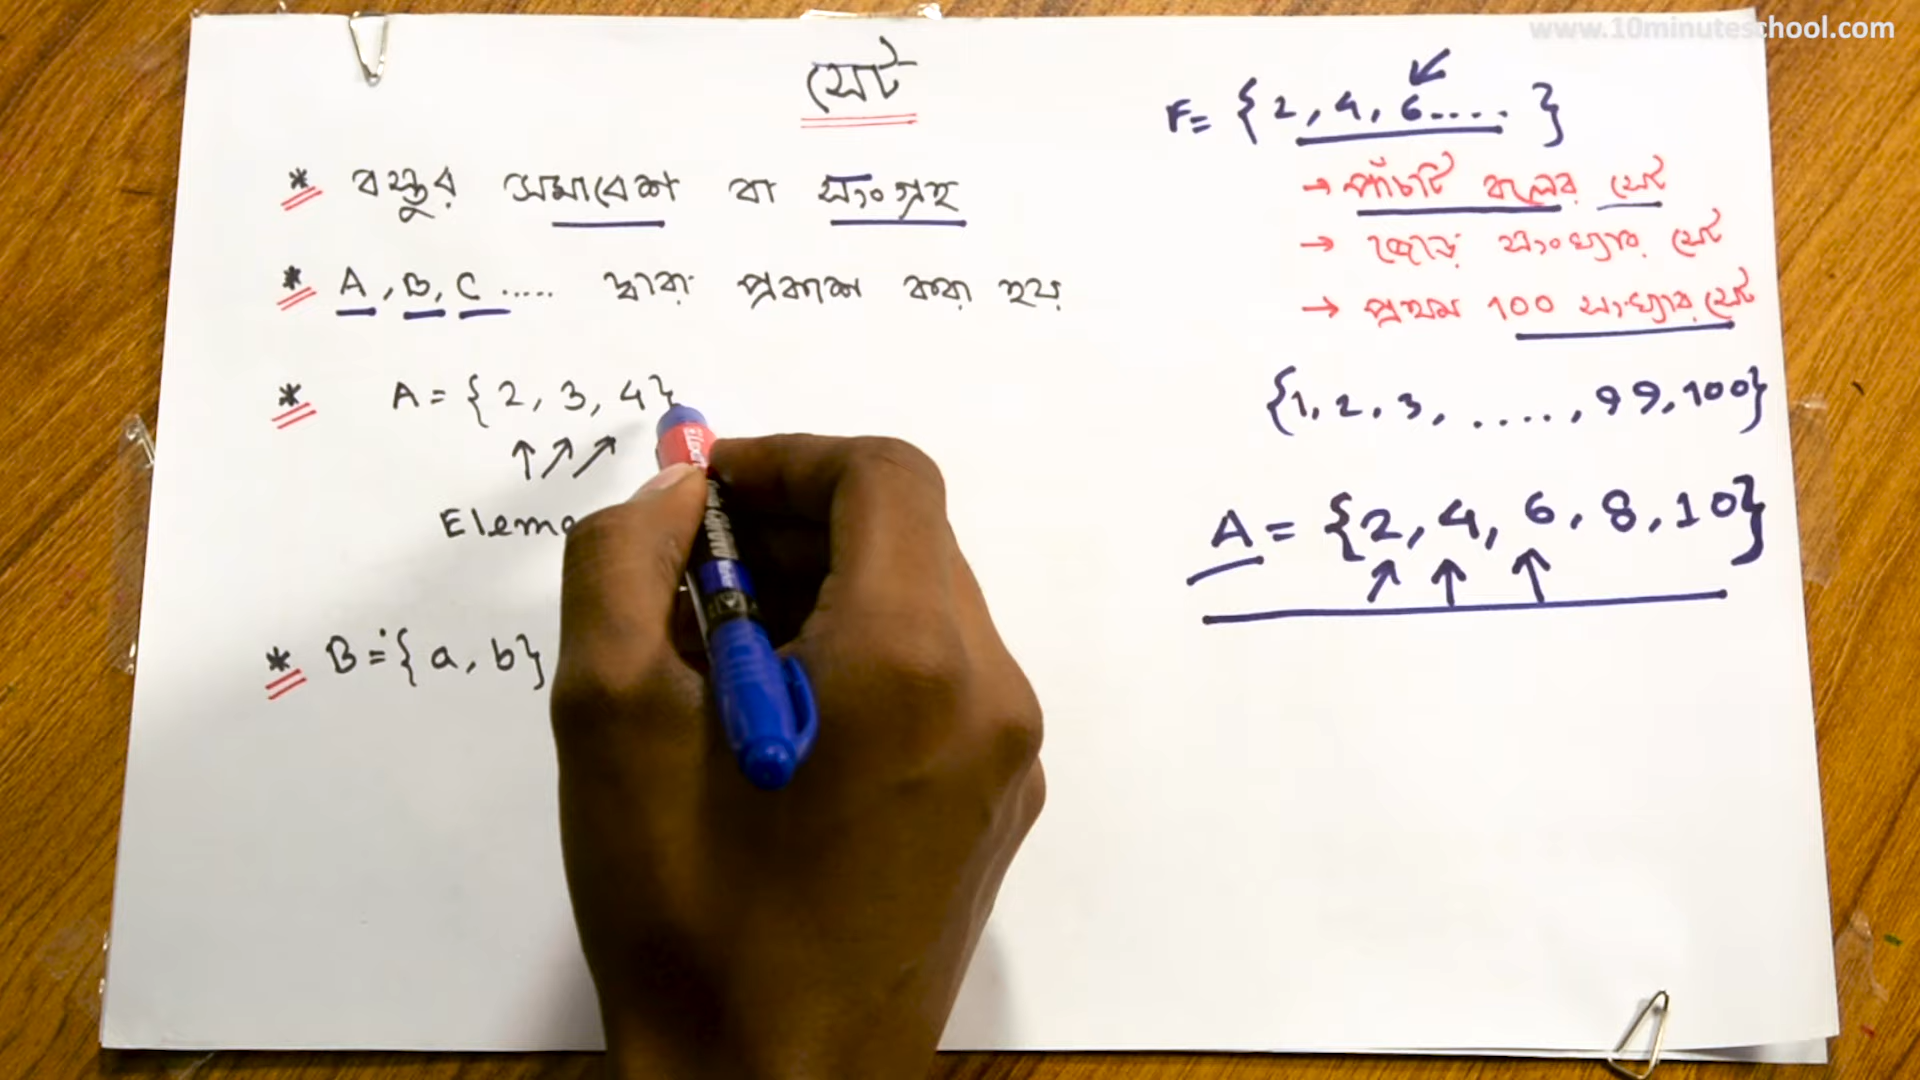 www.10minuteschool.com
সেট
* বস্তুর সমাবেশ বা সংগ্রহ
* A, B, C ..... দ্বারা প্রকাশ করা হয়
* A = {2, 3, 4}
Eleme
* B = {a, b}
F = {2, 4, 6.....}
→ পাঁচটি বলের সেট
→ জোড় সংখ্যার সেট
→ প্রথম 100 সংখ্যার সেট
{1, 2, 3, ....., 99, 100}
A = {2, 4, 6, 8, 10}